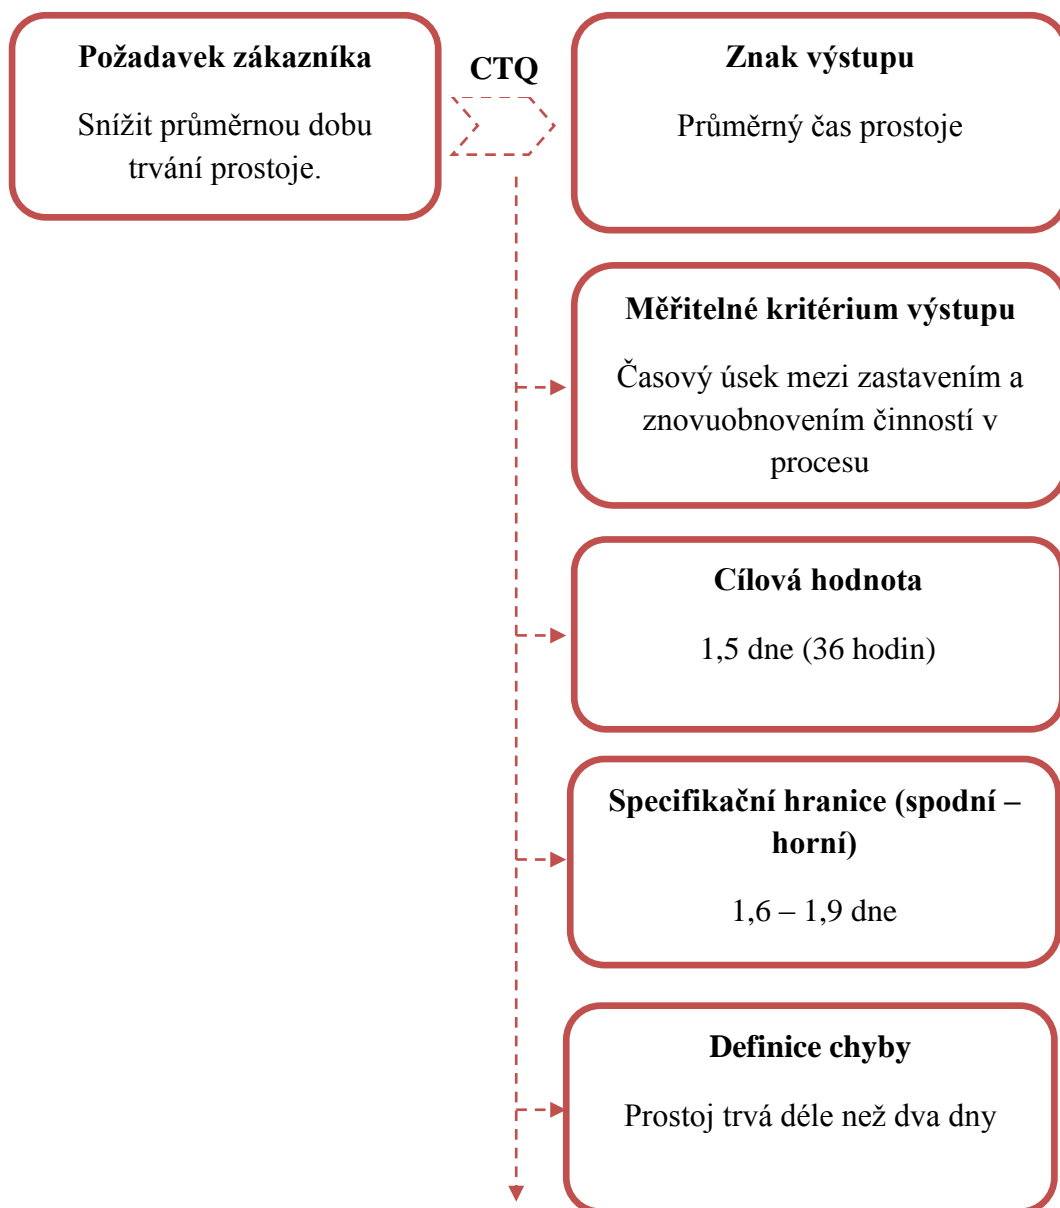 Požadavek zákazníka
Snížit průměrnou dobu
trvání prostoje.
CTQ
Znak výstupu
Průměrný čas prostoje
Měřitelné kritérium výstupu
Časový úsek mezi zastavením a
znovuobnovením činností v
procesu
Cílová hodnota
1,5 dne (36 hodin)
Specifikační hranice (spodní –
horní)
1,6 – 1,9 dne
Definice chyby
Prostoj trvá déle než dva dny